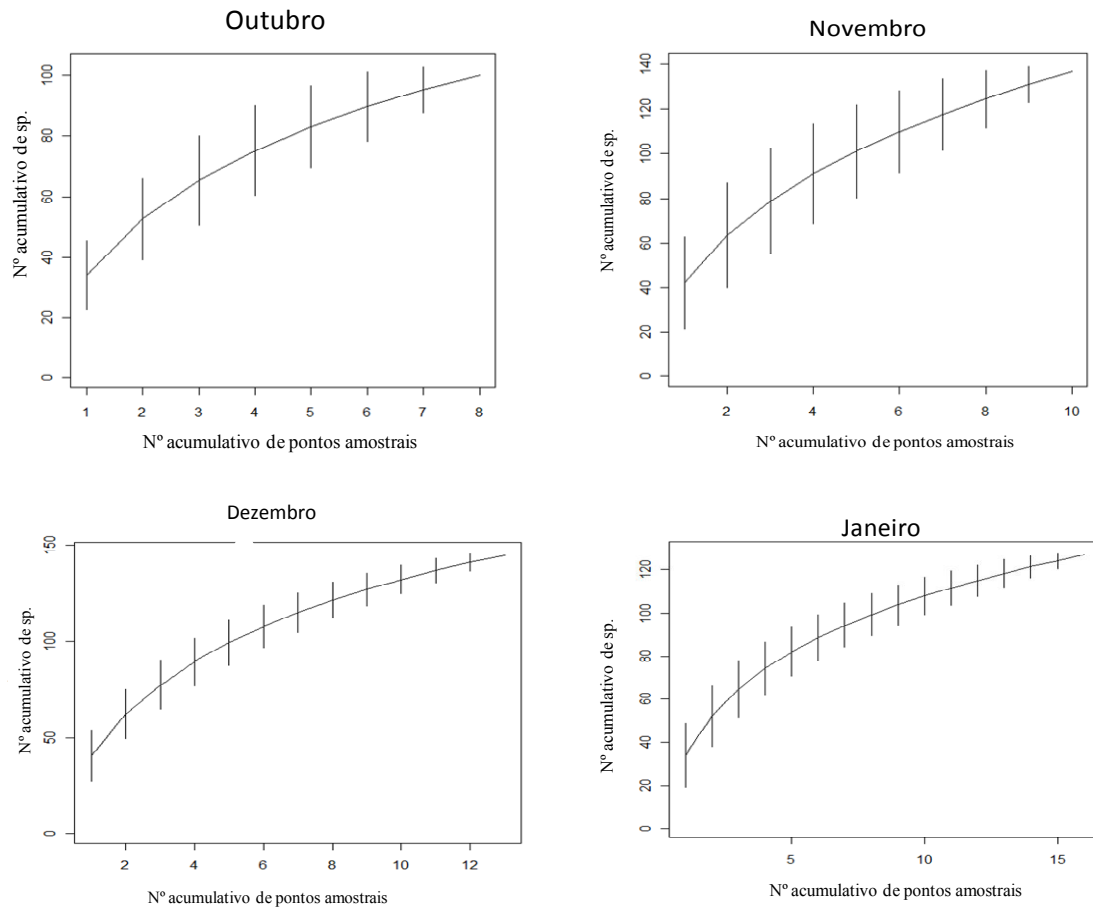 Outubro
Nº acumulativo de sp.
0
20
40
60
80
100
1 2 3 4 5 6 7 8
Nº acumulativo de pontos amostrais
Novembro
Nº acumulativo de sp.
0
20
40
60
80
100
120
140
2 4 6 8 10
Nº acumulativo de pontos amostrais
Dezembro
Nº acumulativo de sp.
0
50
100
150
2 4 6 8 10 12
Nº acumulativo de pontos amostrais
Janeiro
Nº acumulativo de sp.
0
20
40
60
80
100
120
5 10 15
Nº acumulativo de pontos amostrais